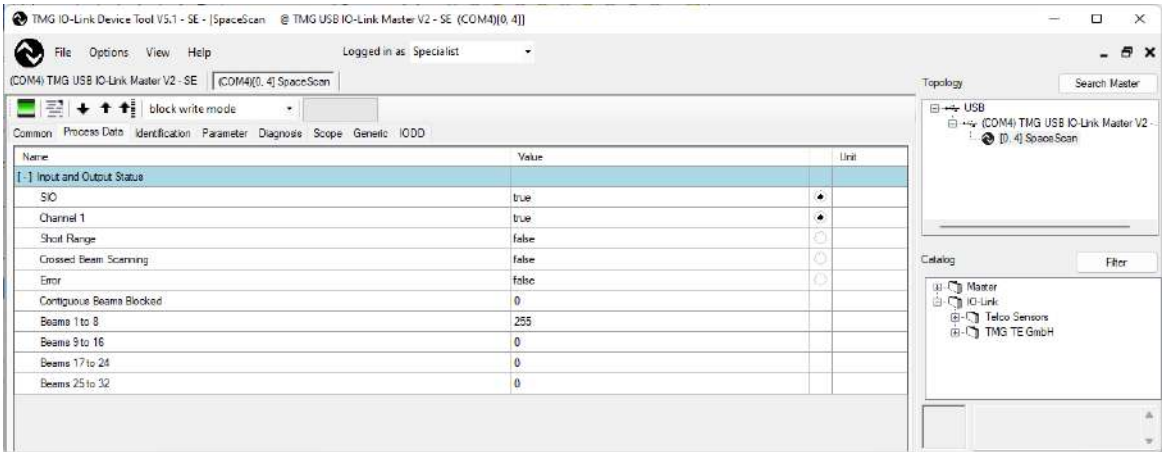 TMG IO-Link Device Tool V5.1 - SE - [SpaceScan @ TMG USB IO-Link Master V2 - SE (COM4)[0, 4]]
File Options View Help Logged in as Specialist
(COM4) TMG USB IO-Link Master V2 - SE (COM4)[0, 4] SpaceScan
block write mode
Common Process Data Identification Parameter Diagnosis Scope Generic IODD
Name Value Unit
[-] Input and Output Status
SIO true
Channel 1 true
Short Range false
Crossed Beam Scanning false
Error false
Contiguous Beams Blocked 0
Beams 1 to 8 255
Beams 9 to 16 0
Beams 17 to 24 0
Beams 25 to 32 0
Topology Search Master
USB
(COM4) TMG USB IO-Link Master V2 -
[0, 4] SpaceScan
Catalog Filter
Master
IO-Link
Telco Sensors
TMG TE GmbH